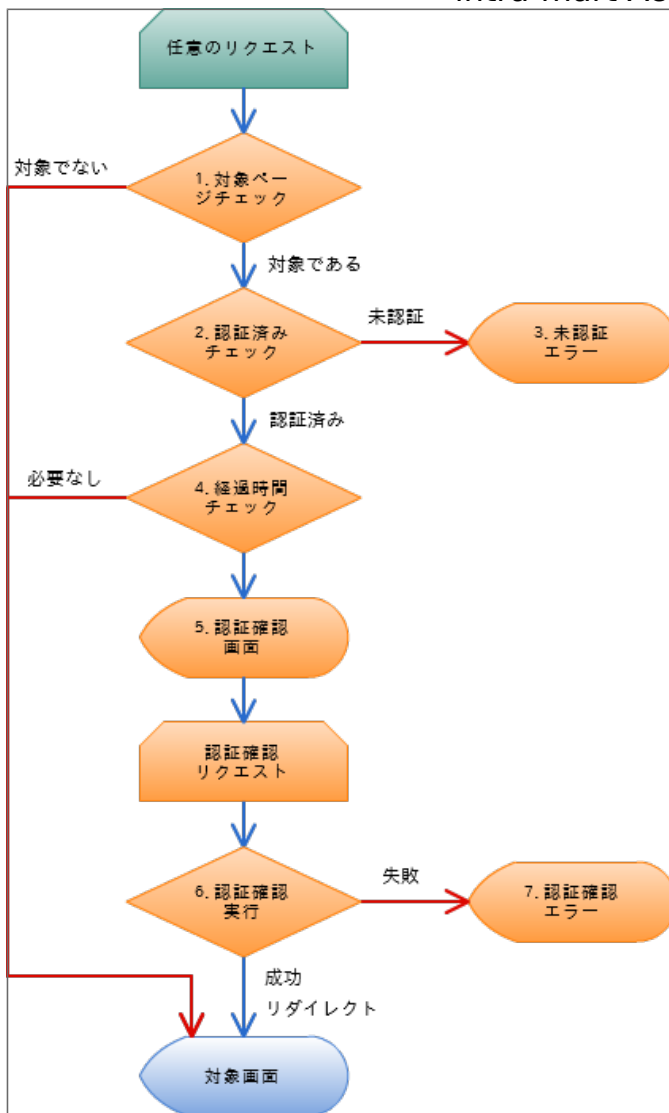 任意のリクエスト
対象でない
1.対象ペー
ジチェック
対象である
2.認証済み
チェック
未認証
3.未認証
エラー
認証済み
必要なし
4.経過時間
チェック
5.認証確認
画面
認証確認
リクエスト
6.認証確認
実行
失敗
7.認証確認
エラー
成功
リダイレクト
対象画面